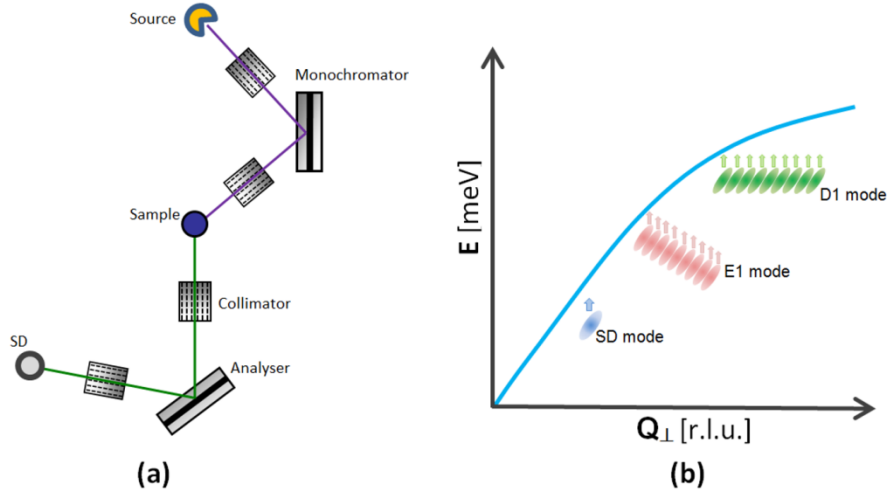 Source
Monochromator
Sample
Collimator
SD
Analyser
(a)
E [meV]
D1 mode
E1 mode
SD mode
Q⊥ [r.l.u.]
(b)